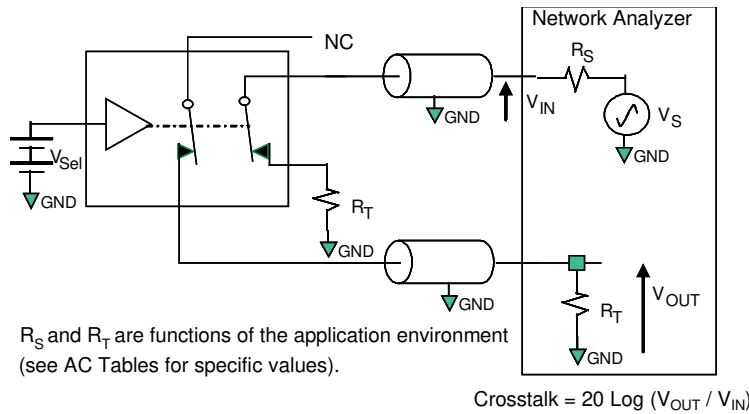 Network Analyzer
NC
R_S
V_IN
V_S
GND
GND
V_Sel
GND
R_T
GND
GND
R_T
V_OUT
GND
R_S and R_T are functions of the application environment
(see AC Tables for specific values).
Crosstalk = 20 Log (V_OUT / V_IN)